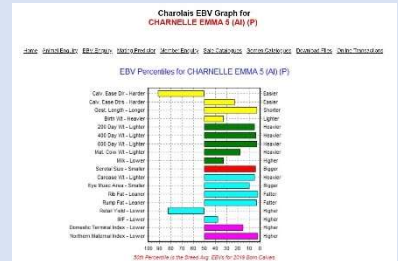 Charolais EBV Graph for
CHARNELLE EMMA 5 (AI) (P)
Home Animal Enquiry EBV Enquiry Mating Predictor Member Enquiry Sale Catalogues Semen Catalogues Download Files Online Transactions
EBV Percentiles for CHARNELLE EMMA 5 (AI) (P)
Calv. Ease Dir - Harder Easier
Calv. Ease Dtrs - Harder Easier
Gest. Length - Longer Shorter
Birth Wt - Heavier Lighter
200 Day Wt - Lighter Heavier
400 Day Wt - Lighter Heavier
600 Day Wt - Lighter Heavier
Mat. Cow Wt - Lighter Heavier
Milk - Lower Higher
Scrotal Size - Smaller Bigger
Carcase Wt - Lighter Heavier
Eye Musc Area - Smaller Bigger
Rib Fat - Leaner Fatter
Rump Fat - Leaner Fatter
Retail Yield - Lower Higher
IMF - Lower Higher
Domestic Terminal Index - Lower Higher
Northern Maternal Index - Lower Higher
100 90 80 70 60 50 40 30 20 10 0
50th Percentile is the Breed Avg. EBVs for 2016 Born Calves